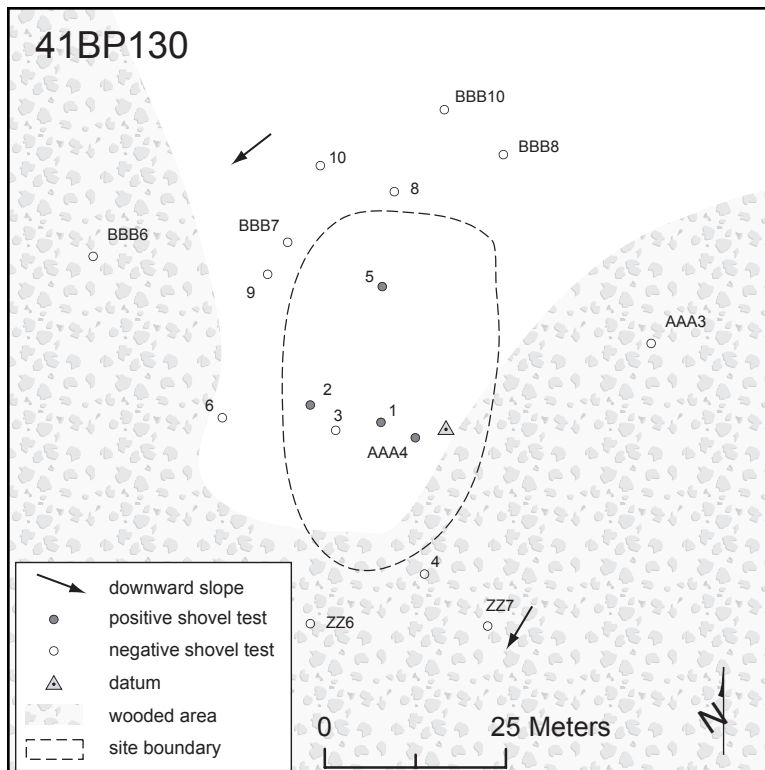 41BP130
BBB10
BBB8
10
8
BBB7
BBB6
9
5
AAA3
2
1
6
3
AAA4
4
ZZ6
ZZ7
downward slope
positive shovel test
negative shovel test
datum
wooded area
site boundary
0 25 Meters
N